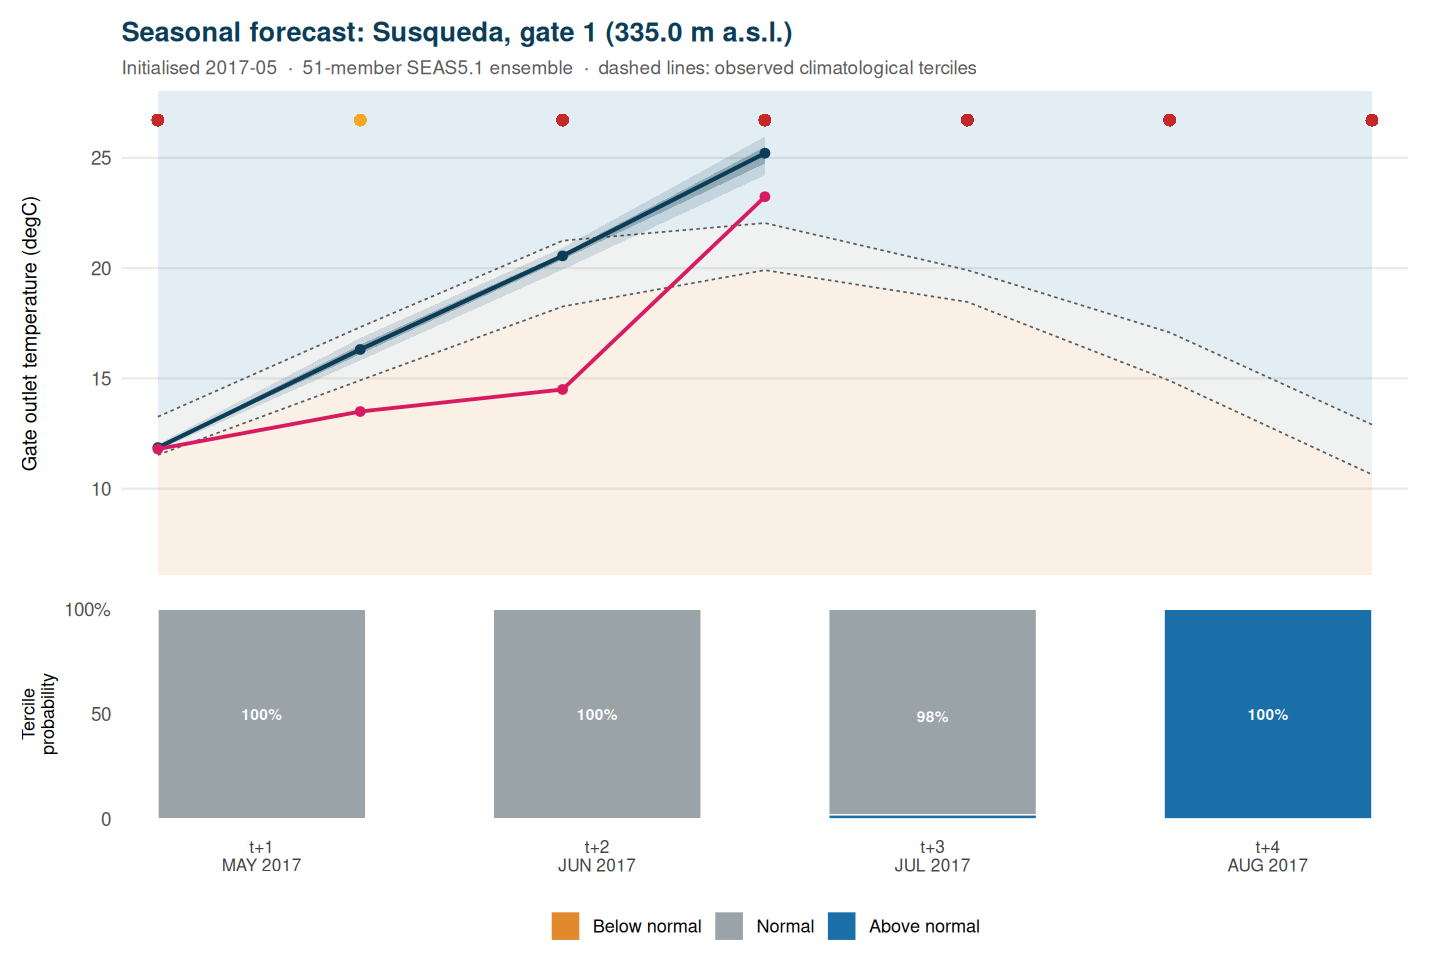 Seasonal forecast: Susqueda, gate 1 (335.0 m a.s.l.)
Initialised 2017-05 · 51-member SEAS5.1 ensemble · dashed lines: observed climatological terciles
Gate outlet temperature (degC)
25
20
15
10
Tercile
probability
100%
50
0
100%
100%
98%
100%
t+1
MAY 2017
t+2
JUN 2017
t+3
JUL 2017
t+4
AUG 2017
Below normal
Normal
Above normal